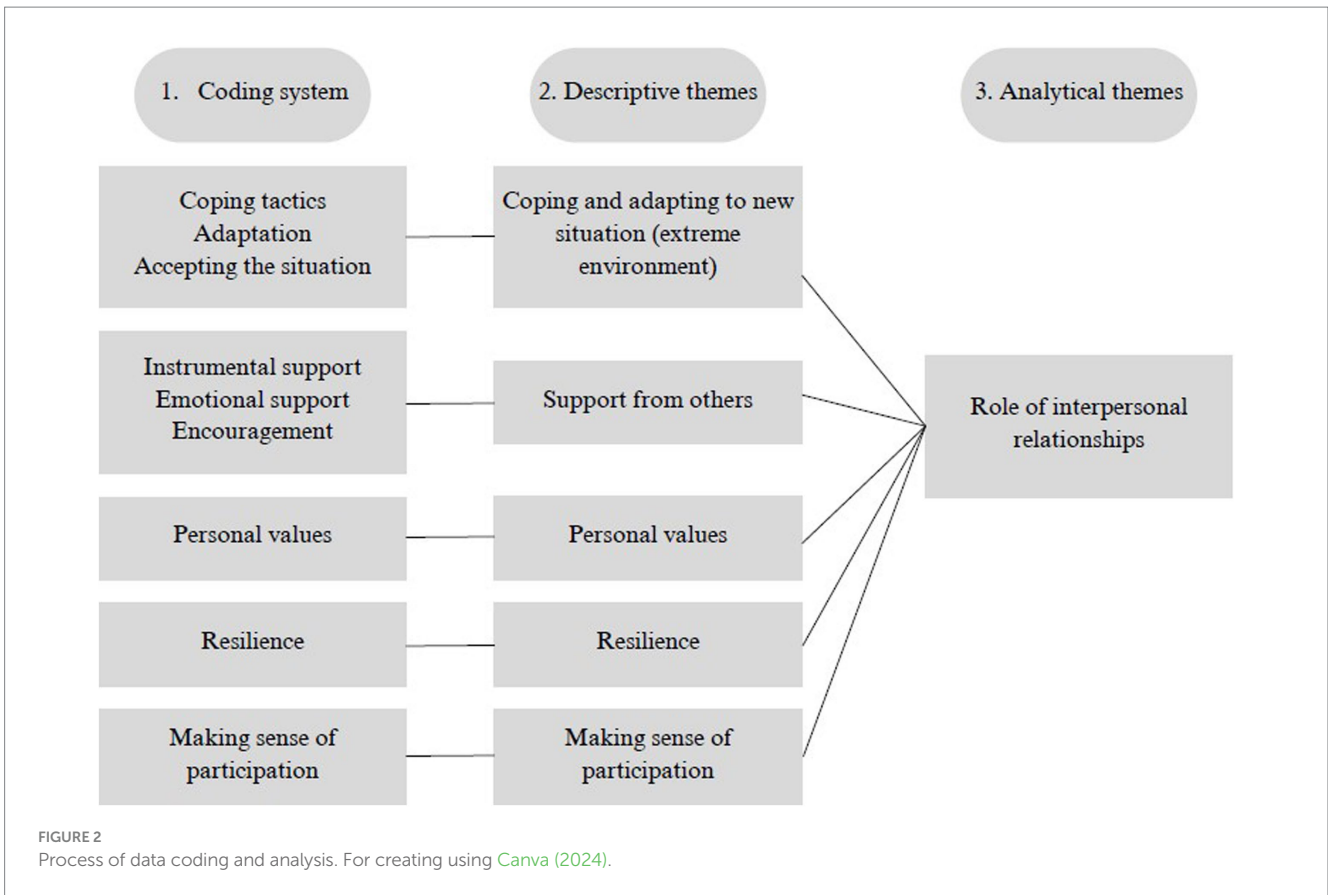 1. Coding system
2. Descriptive themes
3. Analytical themes
Coping tactics
Adaptation
Accepting the situation
Coping and adapting to new
situation (extreme
environment)
Instrumental support
Emotional support
Encouragement
Support from others
Role of interpersonal
relationships
Personal values
Personal values
Resilience
Resilience
Making sense of
participation
Making sense of
participation
FIGURE 2
Process of data coding and analysis. For creating using Canva (2024).